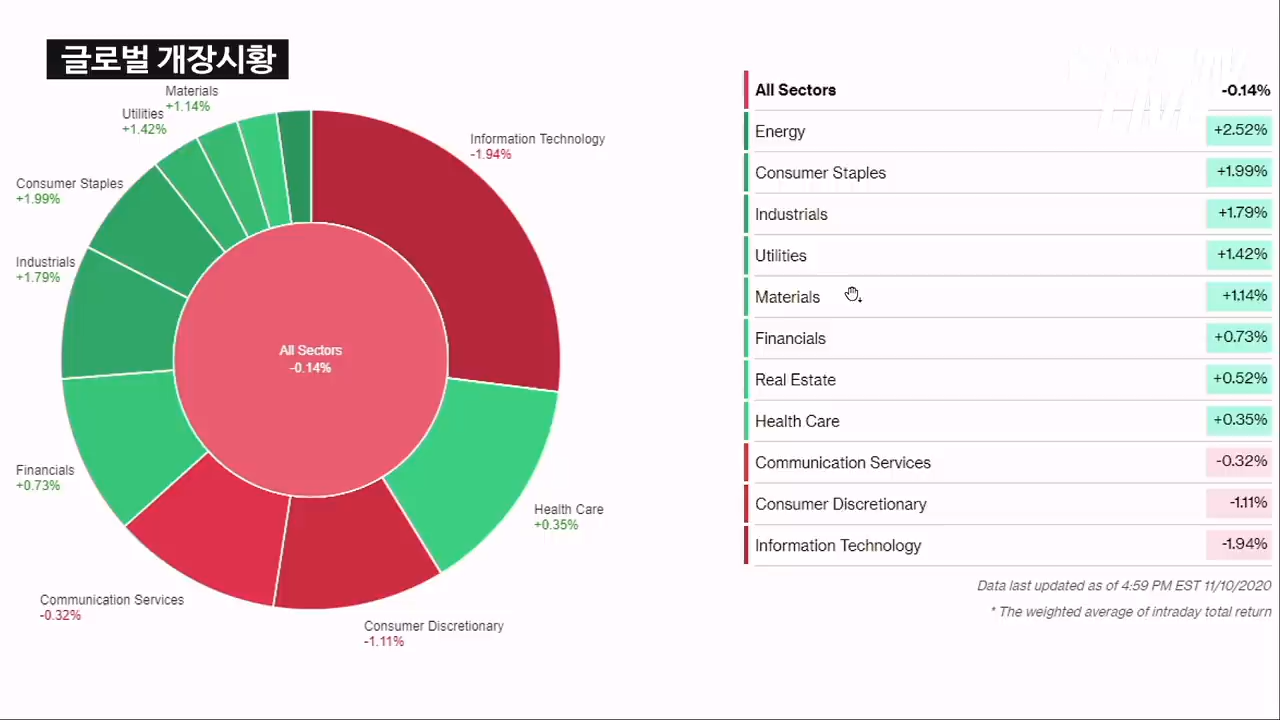 글로벌 개장시황
Materials
+1.14%
Utilities
+1.42%
Information Technology
-1.94%
Consumer Staples
+1.99%
Industrials
+1.79%
All Sectors
-0.14%
Financials
+0.73%
Health Care
+0.35%
Communication Services
-0.32%
Consumer Discretionary
-1.11%
All Sectors -0.14%
Energy +2.52%
Consumer Staples +1.99%
Industrials +1.79%
Utilities +1.42%
Materials +1.14%
Financials +0.73%
Real Estate +0.52%
Health Care +0.35%
Communication Services -0.32%
Consumer Discretionary -1.11%
Information Technology -1.94%
Data last updated as of 4:59 PM EST 11/10/2020
* The weighted average of intraday total return